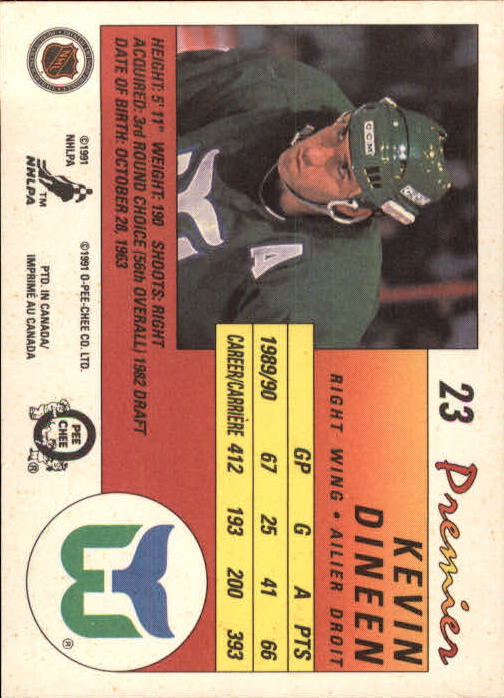 23
Premier
KEVIN
DINEEN
RIGHT WING • AILIER DROIT
GP G A PTS
1989/90 67 25 41 66
CAREER/CARRIÈRE 412 193 200 393
CCM
A
HEIGHT: 5' 11" WEIGHT: 190 SHOOTS: RIGHT
ACQUIRED: 3rd ROUND CHOICE (56th OVERALL) 1982 DRAFT
DATE OF BIRTH: OCTOBER 28, 1963
NHL
©1991
NHLPA
NHLPA™
©1991 O-PEE-CHEE CO. LTD.
PTD. IN CANADA/
IMPRIMÉ AU CANADA
O
PEE
CHEE
®
®